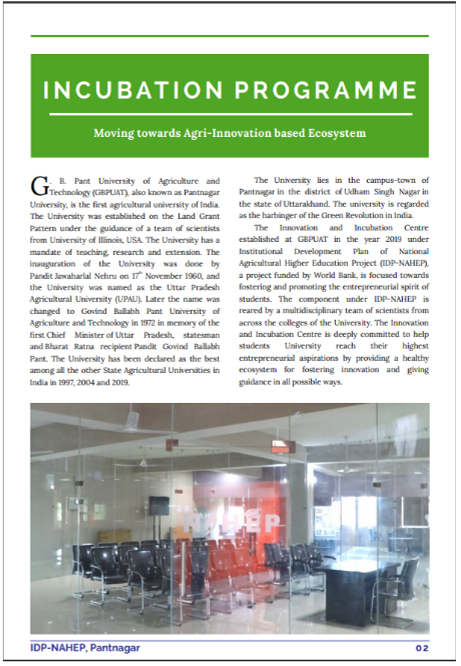 INCUBATION PROGRAMME
Moving towards Agri-Innovation based Ecosystem
G. B. Pant University of Agriculture and
Technology (GBPUAT), also known as Pantnagar
University, is the first agricultural university of India.
The University was established on the Land Grant
Pattern under the guidance of a team of scientists
from University of Illinois, USA. The University has a
mandate of teaching, research and extension. The
inauguration of the University was done by
Pandit Jawaharlal Nehru on 17th November 1960, and
the University was named as the Uttar Pradesh
Agricultural University (UPAU). Later the name was
changed to Govind Ballabh Pant University of
Agriculture and Technology in 1972 in memory of the
first Chief Minister of Uttar Pradesh, statesman
and Bharat Ratna recipient Pandit Govind Ballabh
Pant. The University has been declared as the best
among all the other State Agricultural Universities in
India in 1997, 2004 and 2019.
The University lies in the campus-town of
Pantnagar in the district of Udham Singh Nagar in
the state of Uttarakhand. The university is regarded
as the harbinger of the Green Revolution in India.
The Innovation and Incubation Centre
established at GBPUAT in the year 2019 under
Institutional Development Plan of National
Agricultural Higher Education Project (IDP-NAHEP),
a project funded by World Bank, is focused towards
fostering and promoting the entrepreneurial spirit of
students. The component under IDP-NAHEP is
reared by a multidisciplinary team of scientists from
across the colleges of the University. The Innovation
and Incubation Centre is deeply committed to help
students University reach their highest
entrepreneurial aspirations by providing a healthy
ecosystem for fostering innovation and giving
guidance in all possible ways.
NAHEP
IDP-NAHEP, Pantnagar
02